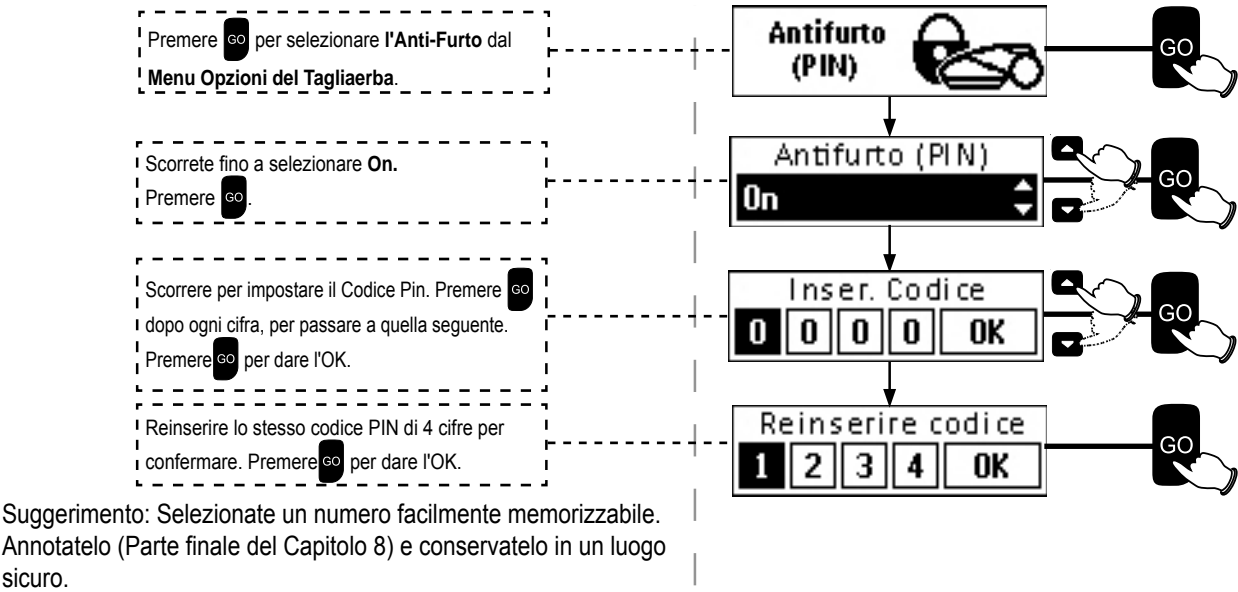 Premere GO per selezionare l'Anti-Furto dal
Menu Opzioni del Tagliaerba.
Antifurto
(PIN)
GO
Scorrete fino a selezionare On.
Premere GO.
Antifurto (PIN)
On
GO
Scorrere per impostare il Codice Pin. Premere GO
dopo ogni cifra, per passare a quella seguente.
Premere GO per dare l'OK.
Inser. Codice
0 0 0 0 OK
GO
Reinserire lo stesso codice PIN di 4 cifre per
confermare. Premere GO per dare l'OK.
Reinserire codice
1 2 3 4 OK
GO
Suggerimento: Selezionate un numero facilmente memorizzabile.
Annotatelo (Parte finale del Capitolo 8) e conservatelo in un luogo
sicuro.